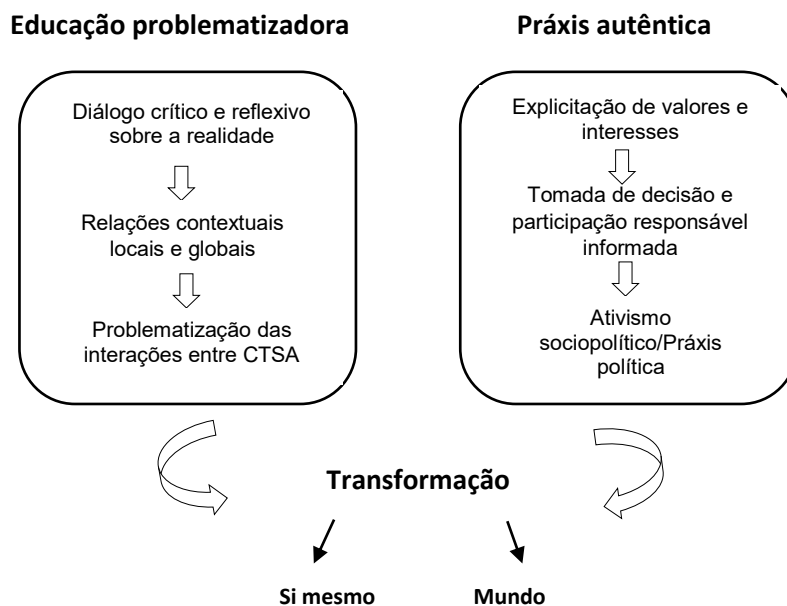 Educação problematizadora
Diálogo crítico e reflexivo
sobre a realidade
Relações contextuais
locais e globais
Problematização das
interações entre CTSA
Práxis autêntica
Explicitação de valores e
interesses
Tomada de decisão e
participação responsável
informada
Ativismo
sociopolítico/Práxis
política
Transformação
Si mesmo
Mundo